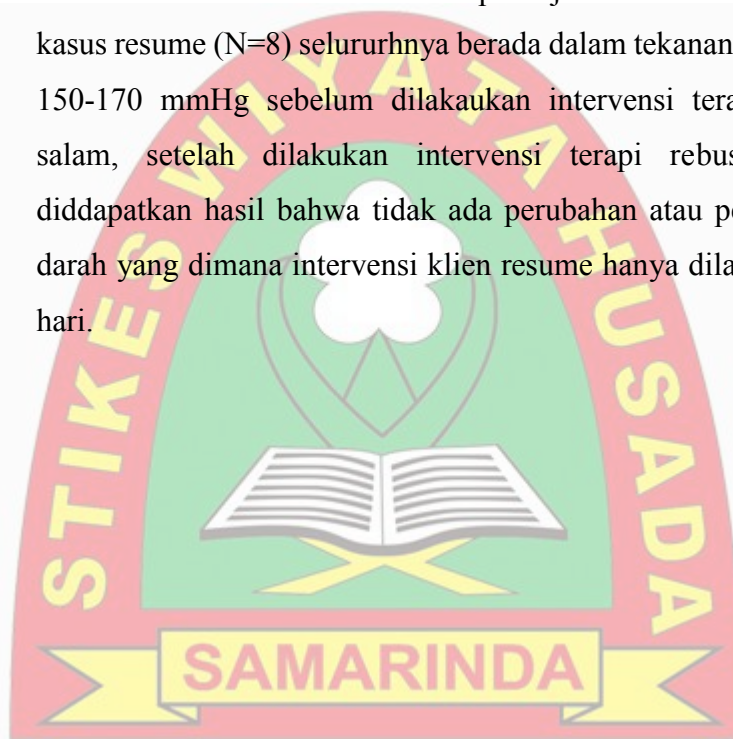 kasus resume (N=8) selururhnya berada dalam tekanan
150-170 mmHg sebelum dilakaukan intervensi tera
salam, setelah dilakukan intervensi terapi rebus
diddapatkan hasil bahwa tidak ada perubahan atau pe
darah yang dimana intervensi klien resume hanya dila
hari.
STIKES WIYATA HUSADA
SAMARINDA